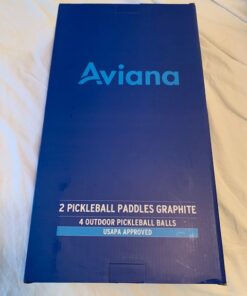 Aviana
2 PICKLEBALL PADDLES GRAPHITE
4 OUTDOOR PICKLEBALL BALLS
USAPA APPROVED